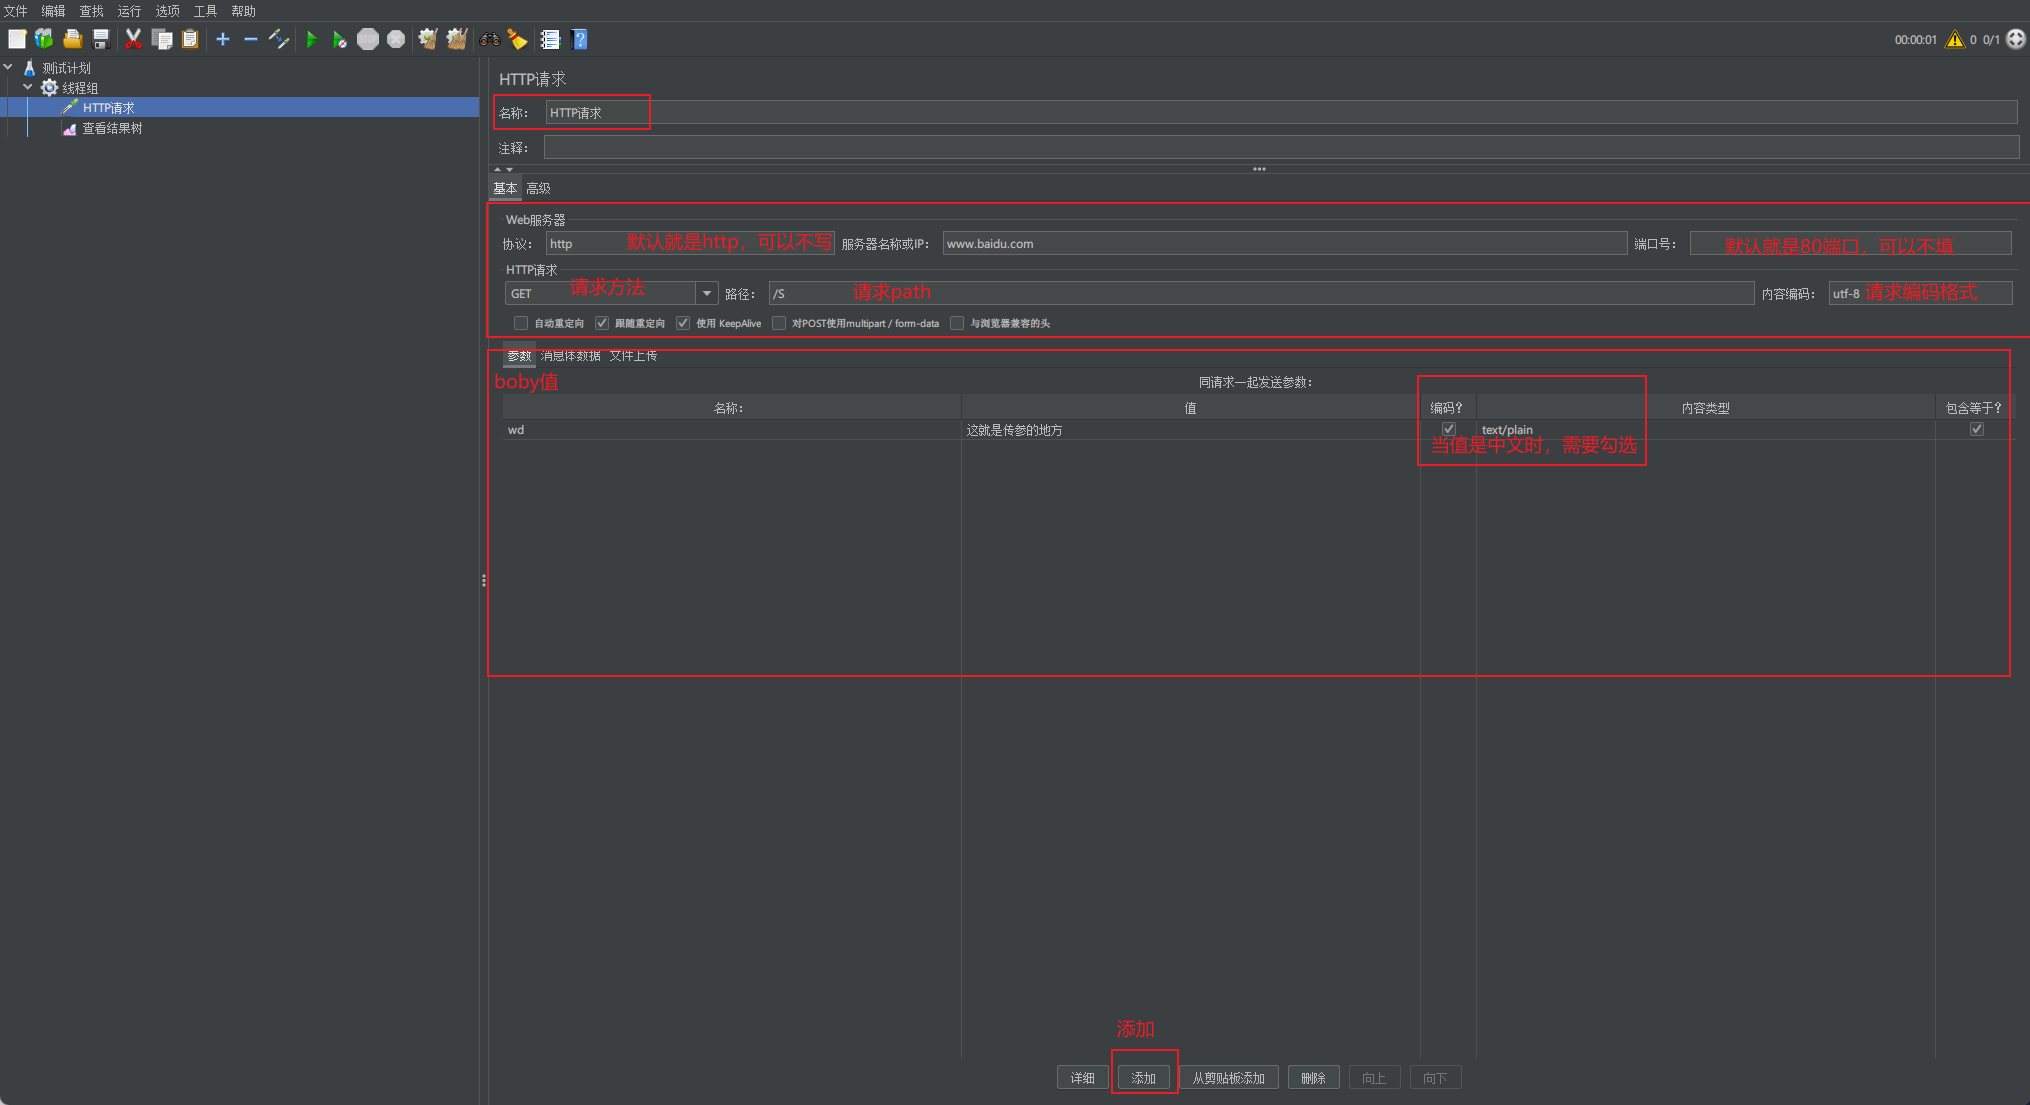 文件 编辑 查找 运行 选项 工具 帮助
00:00:01 0 0/1
测试计划
线程组
HTTP请求
查看结果树
HTTP请求
名称： HTTP请求
注释：
基本 高级
Web服务器
协议： http 默认就是http，可以不写 服务器名称或IP： www.baidu.com 端口号： 默认就是80端口，可以不填
HTTP请求
GET 请求方法 路径： /S 请求path 内容编码： utf-8 请求编码格式
自动重定向 跟随重定向 使用 KeepAlive 对POST使用multipart / form-data 与浏览器兼容的头
参数 消息体数据 文件上传
boby值
同请求一起发送参数：
名称： 值 编码？ 内容类型 包含等于？
wd 这就是传参的地方 text/plain
当值是中文时，需要勾选
添加
详细 添加 从剪贴板添加 删除 向上 向下